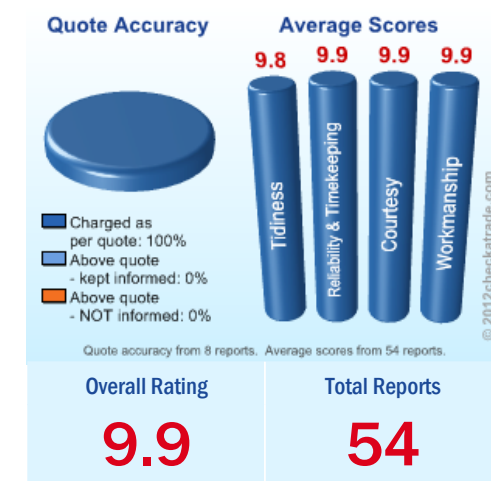 Quote Accuracy
Average Scores
9.8
9.9
9.9
9.9
Tidiness
Reliability & Timekeeping
Courtesy
Workmanship
Charged as
per quote: 100%
Above quote
- kept informed: 0%
Above quote
- NOT informed: 0%
© 2012checkatrade.com
Quote accuracy from 8 reports. Average scores from 54 reports.
Overall Rating
Total Reports
9.9
54